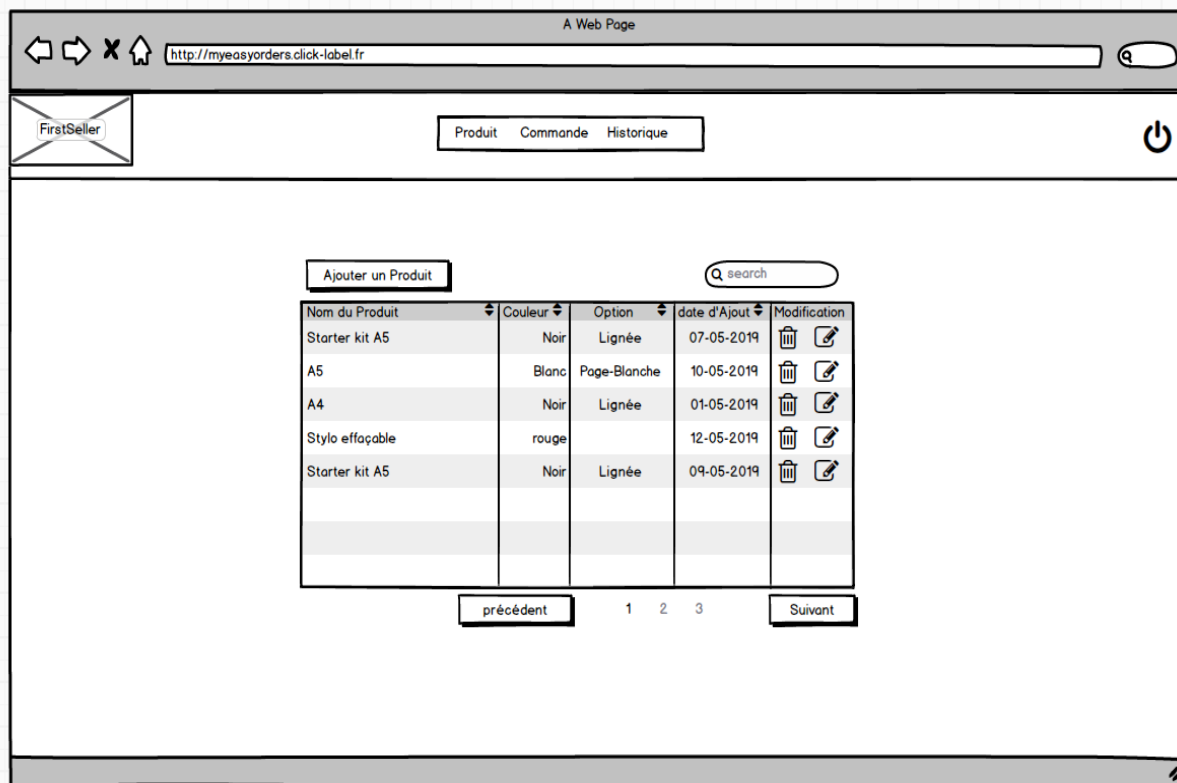 A Web Page
http://myeasyorders.click-label.fr
FirstSeller
Produit Commande Historique
Ajouter un Produit
search
Nom du Produit Couleur Option date d'Ajout Modification
Starter kit A5 Noir Lignée 07-05-2019
A5 Blanc Page-Blanche 10-05-2019
A4 Noir Lignée 01-05-2019
Stylo effaçable rouge 12-05-2019
Starter kit A5 Noir Lignée 09-05-2019
précédent 1 2 3 Suivant